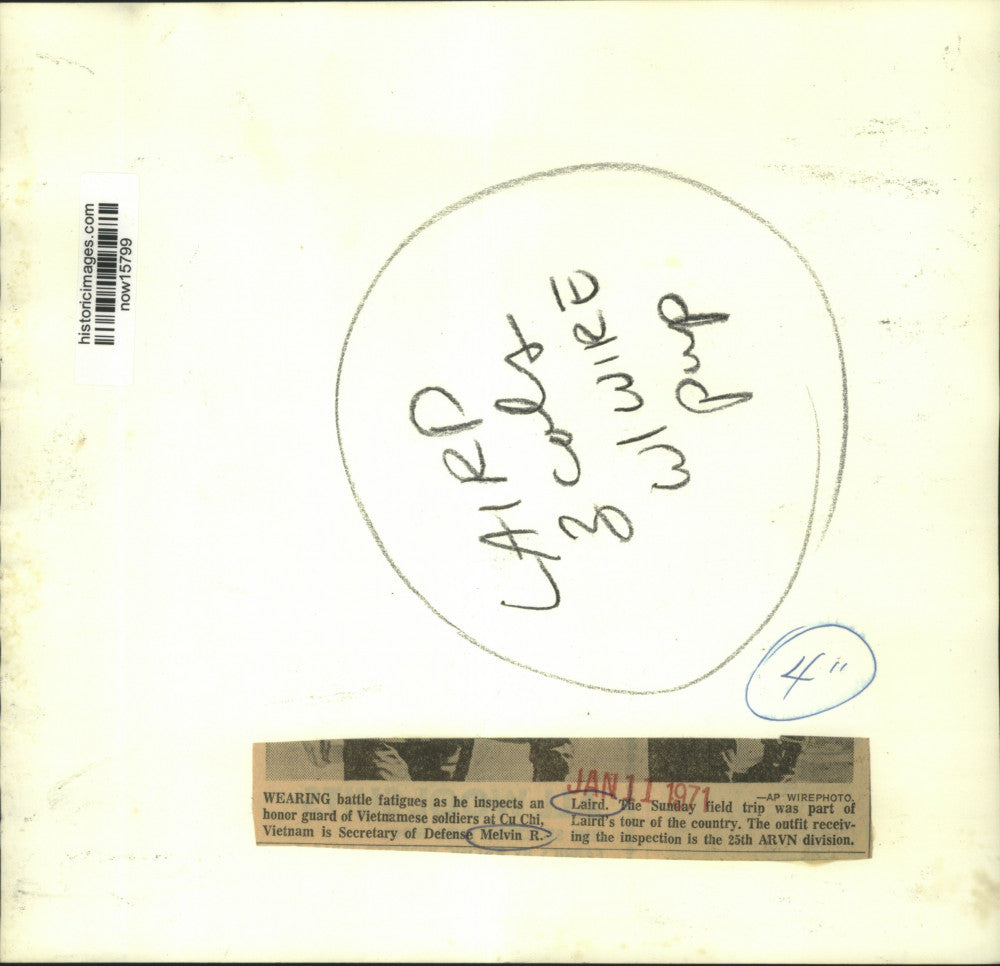 historicimages.com
now15799
LAIRD
3 cols
W/ WIRE
pup
4"
JAN 11 1971
—AP WIREPHOTO.
WEARING battle fatigues as he inspects an
honor guard of Vietnamese soldiers at Cu Chi,
Vietnam is Secretary of Defense Melvin R.
Laird. The Sunday field trip was part of
Laird's tour of the country. The outfit receiv-
ing the inspection is the 25th ARVN division.